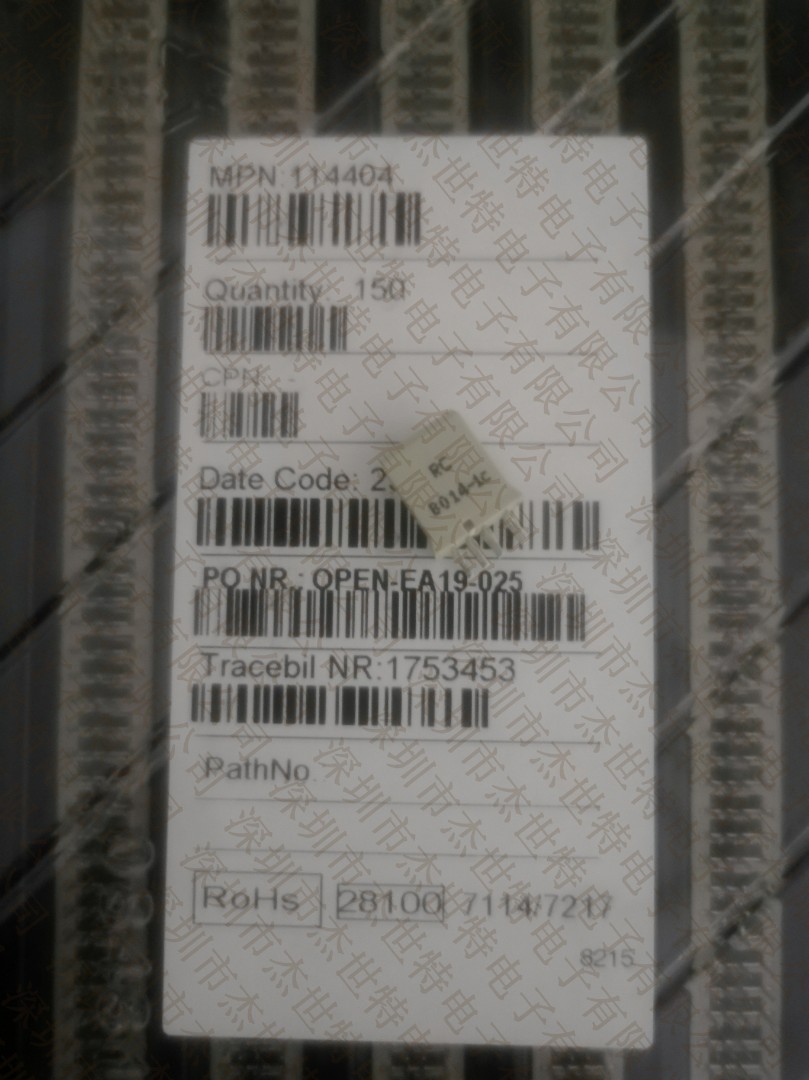 MPN:114404
Quantity: 150
CPN: -
Date Code: 2
RC
B014-1C
PO NR.: OPEN-EA19-025
Tracebil NR:1753453
PathNo
RoHs 28100 7114/7217
8215
深圳市杰世特电子有限公司